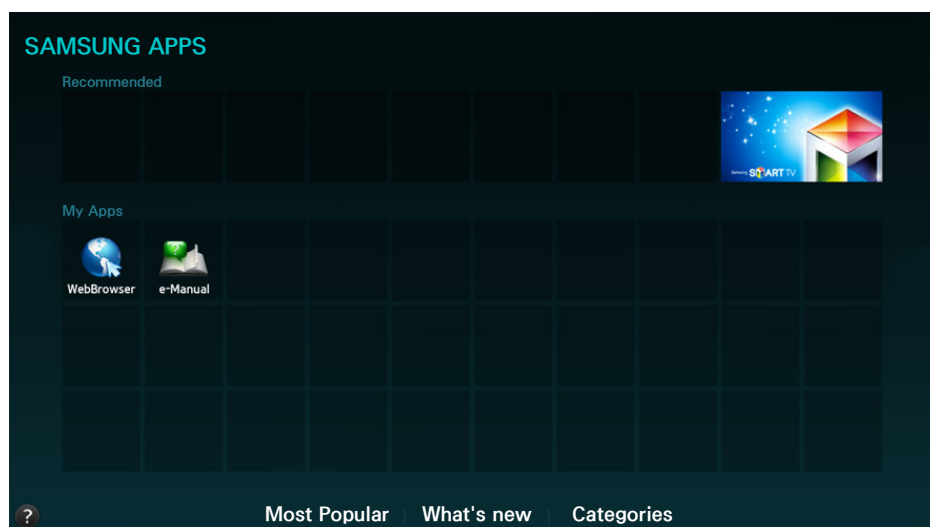 SAMSUNG APPS
Recommended
Samsung SMART TV
My Apps
?
WebBrowser e-Manual
? Most Popular What's new Categories